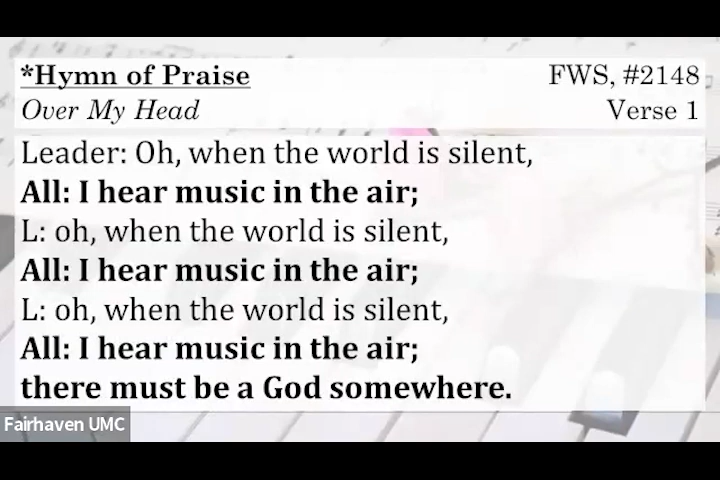 *Hymn of Praise FWS, #2148
Over My Head Verse 1
Leader: Oh, when the world is silent,
All: I hear music in the air;
L: oh, when the world is silent,
All: I hear music in the air;
L: oh, when the world is silent,
All: I hear music in the air;
there must be a God somewhere.
Fairhaven UMC